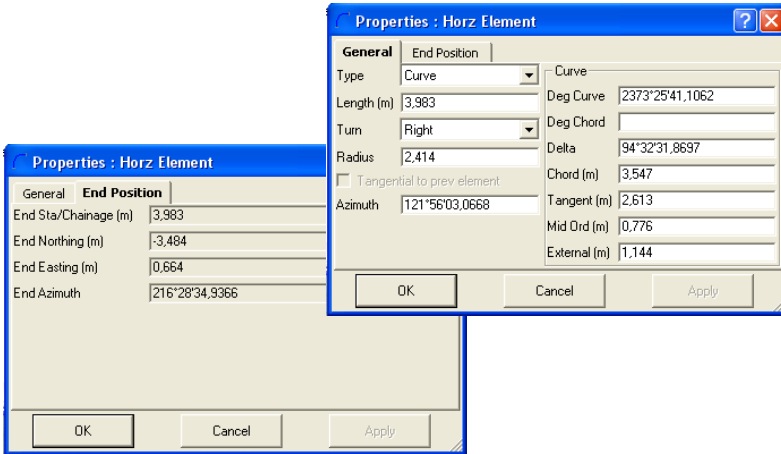 Properties : Horz Element
General End Position
Type Curve
Length (m) 3,983
Turn Right
Radius 2,414
Tangential to prev element
Azimuth 121°56'03,0668
Curve
Deg Curve 2373°25'41,1062
Deg Chord
Delta 94°32'31,8697
Chord (m) 3,547
Tangent (m) 2,613
Mid Ord (m) 0,776
External (m) 1,144
OK Cancel Apply
Properties : Horz Element
General End Position
End Sta/Chainage (m) 3,983
End Northing (m) -3,484
End Easting (m) 0,664
End Azimuth 216°28'34,9366
OK Cancel Apply